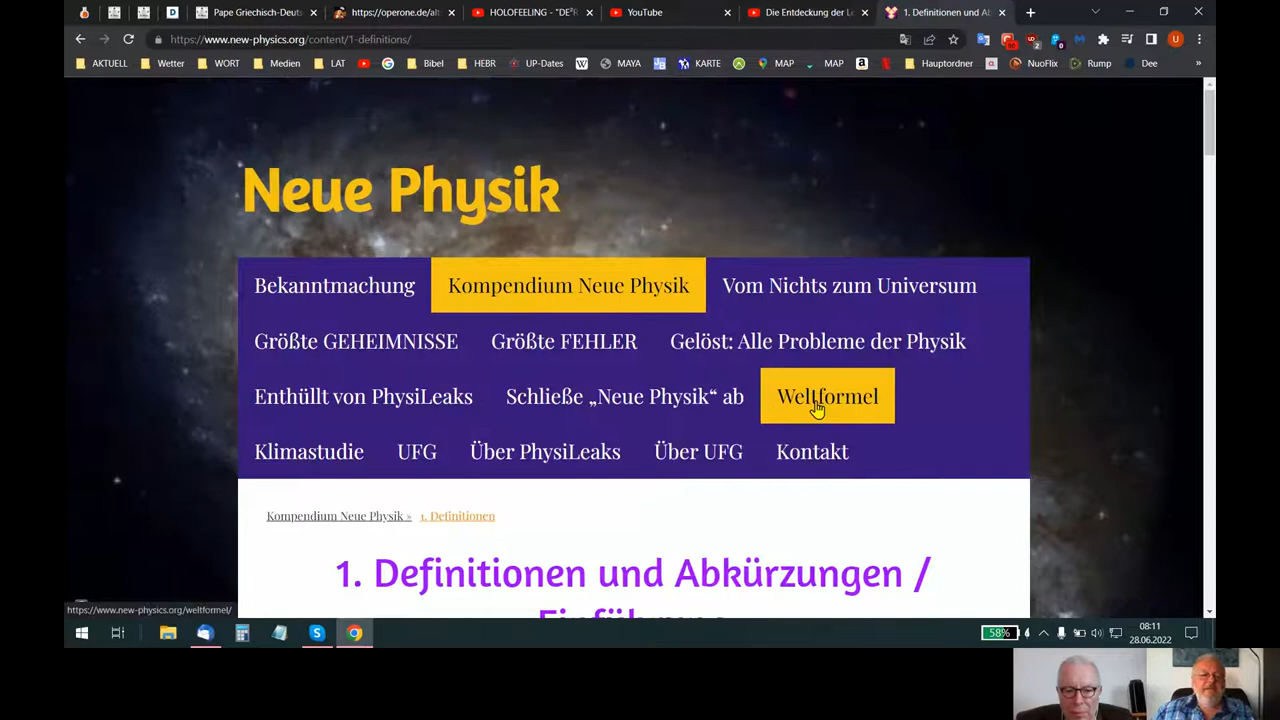 Pape Griechisch-Deuts
https://operone.de/alt
HOLOFEELING - "DE²R
YouTube
Die Entdeckung der Le
1. Definitionen und Ab
https://www.new-physics.org/content/1-definitions/
AKTUELL Wetter WORT Medien LAT Bibel HEBR UP-Dates MAYA KARTE MAP MAP Hauptordner NuoFlix Rump Dee »
Neue Physik
Bekanntmachung Kompendium Neue Physik Vom Nichts zum Universum
Größte GEHEIMNISSE Größte FEHLER Gelöst: Alle Probleme der Physik
Enthüllt von PhysiLeaks Schließe „Neue Physik“ ab Weltformel
Klimastudie UFG Über PhysiLeaks Über UFG Kontakt
Kompendium Neue Physik » 1. Definitionen
1. Definitionen und Abkürzungen /
https://www.new-physics.org/weltformel/
58%
08:11
28.06.2022